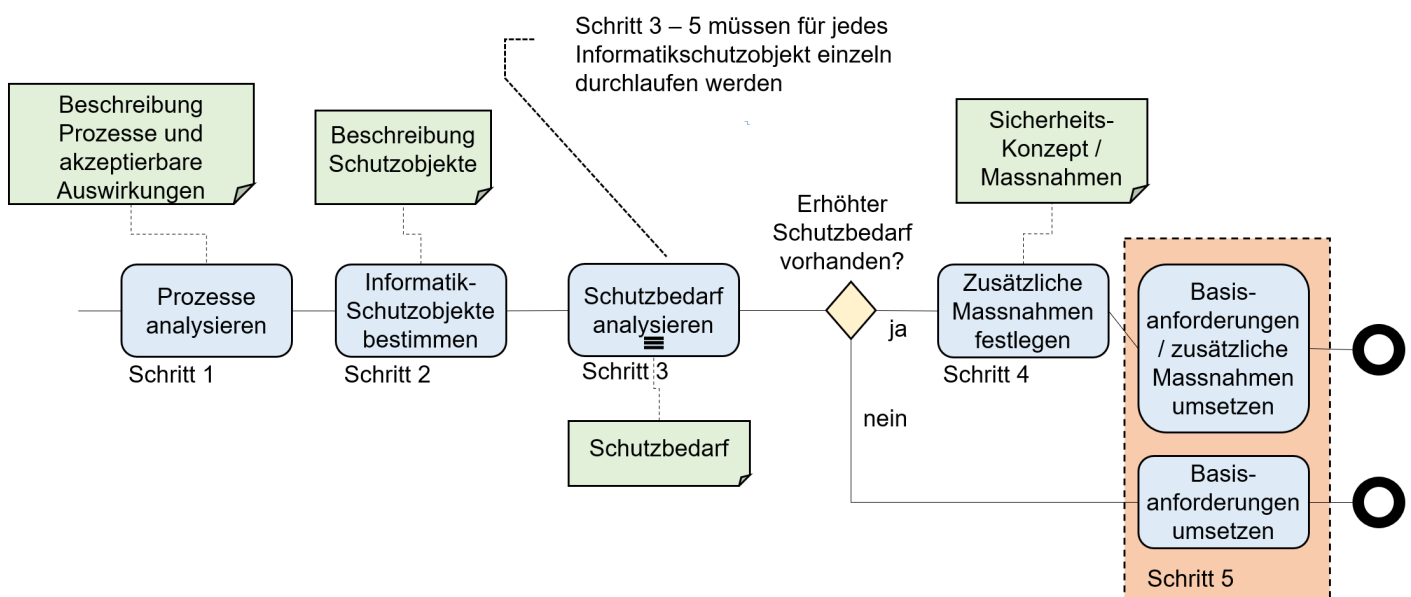 Schritt 3 – 5 müssen für jedes
Informatikschutzobjekt einzeln
durchlaufen werden
Beschreibung
Prozesse und
akzeptierbare
Auswirkungen
Beschreibung
Schutzobjekte
Sicherheits-
Konzept /
Massnahmen
Erhöhter
Schutzbedarf
vorhanden?
Prozesse
analysieren
Schritt 1
Informatik-
Schutzobjekte
bestimmen
Schritt 2
Schutzbedarf
analysieren
Schritt 3
Schutzbedarf
ja
nein
Zusätzliche
Massnahmen
festlegen
Schritt 4
Basis-
anforderungen
/ zusätzliche
Massnahmen
umsetzen
Basis-
anforderungen
umsetzen
Schritt 5